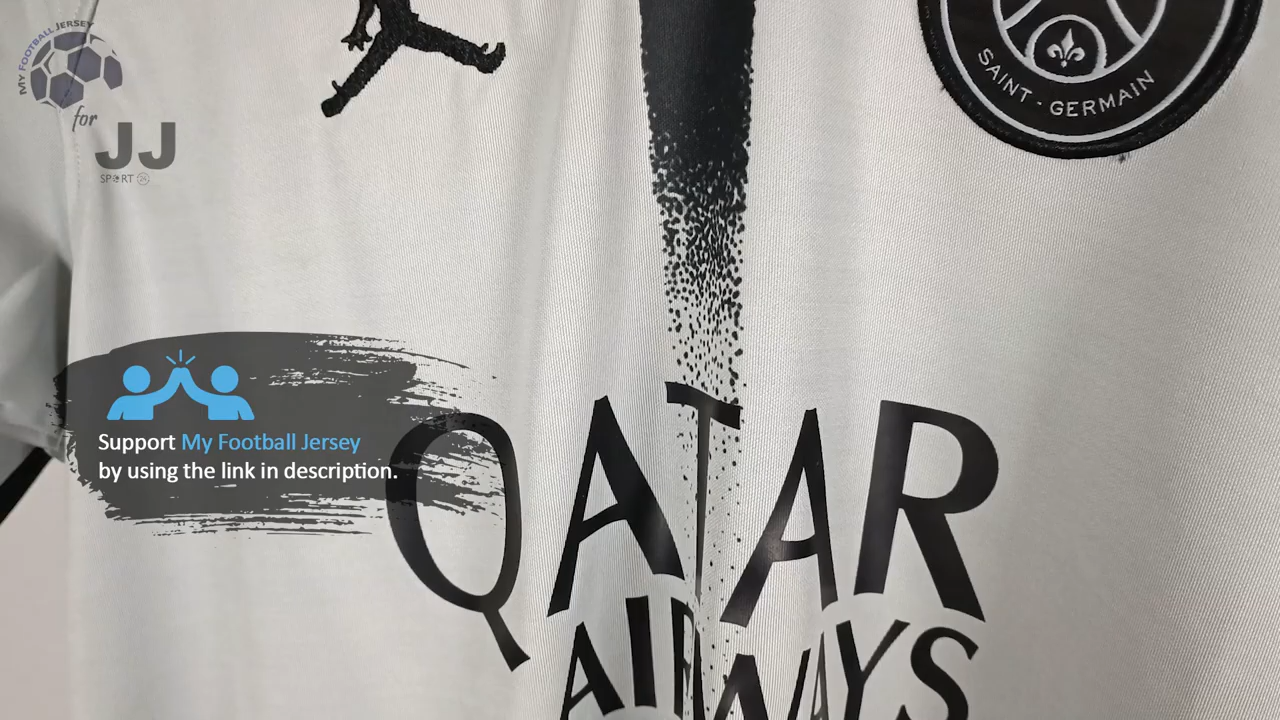 MY FOOTBALL JERSEY
for
JJ
SPORT 24
SAINT - GERMAIN
Support My Football Jersey
by using the link in description.
QATAR
AIRWAYS